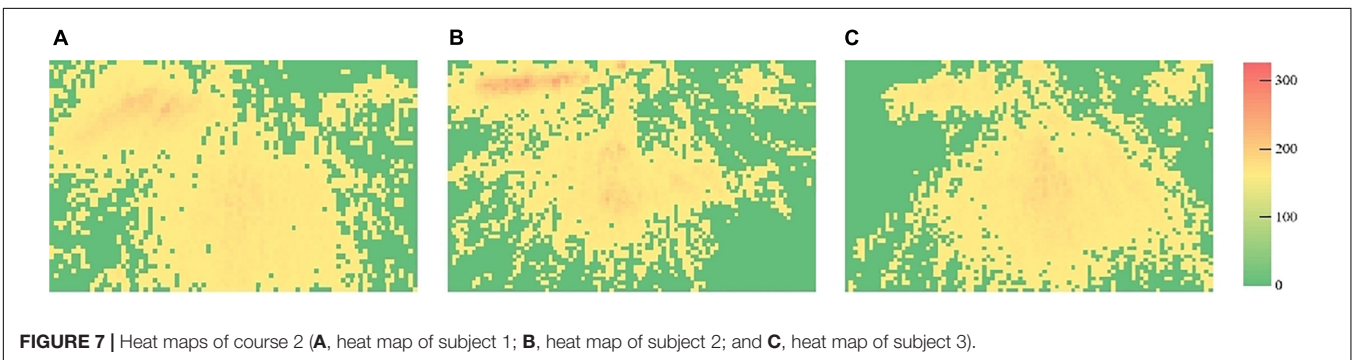 A B C
300
200
100
0
FIGURE 7 | Heat maps of course 2 (A, heat map of subject 1; B, heat map of subject 2; and C, heat map of subject 3).